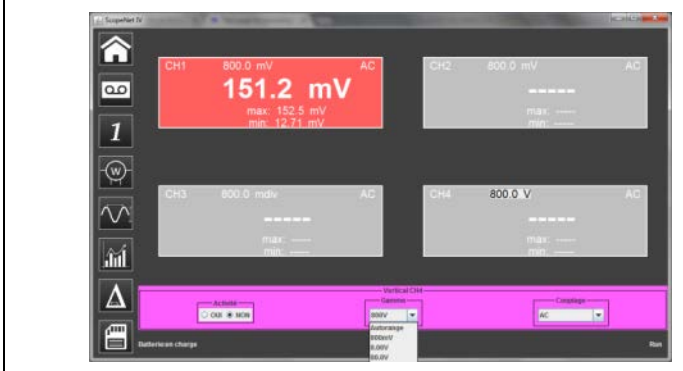 ScopeNet IV
CH1 800.0 mV AC
151.2 mV
max: 152.5 mV
min: 12.71 mV
CH2 800.0 mV AC
-----
max: -----
min: -----
1
W
CH3 800.0 mdiv AC
-----
max: -----
min: -----
CH4 800.0 V AC
-----
max: -----
min: -----
Vertical CH4
Activité
OUI NON
Gamme
800V
Autorange
800mV
8.00V
80.0V
Couplage
AC
Batterie en charge
Run